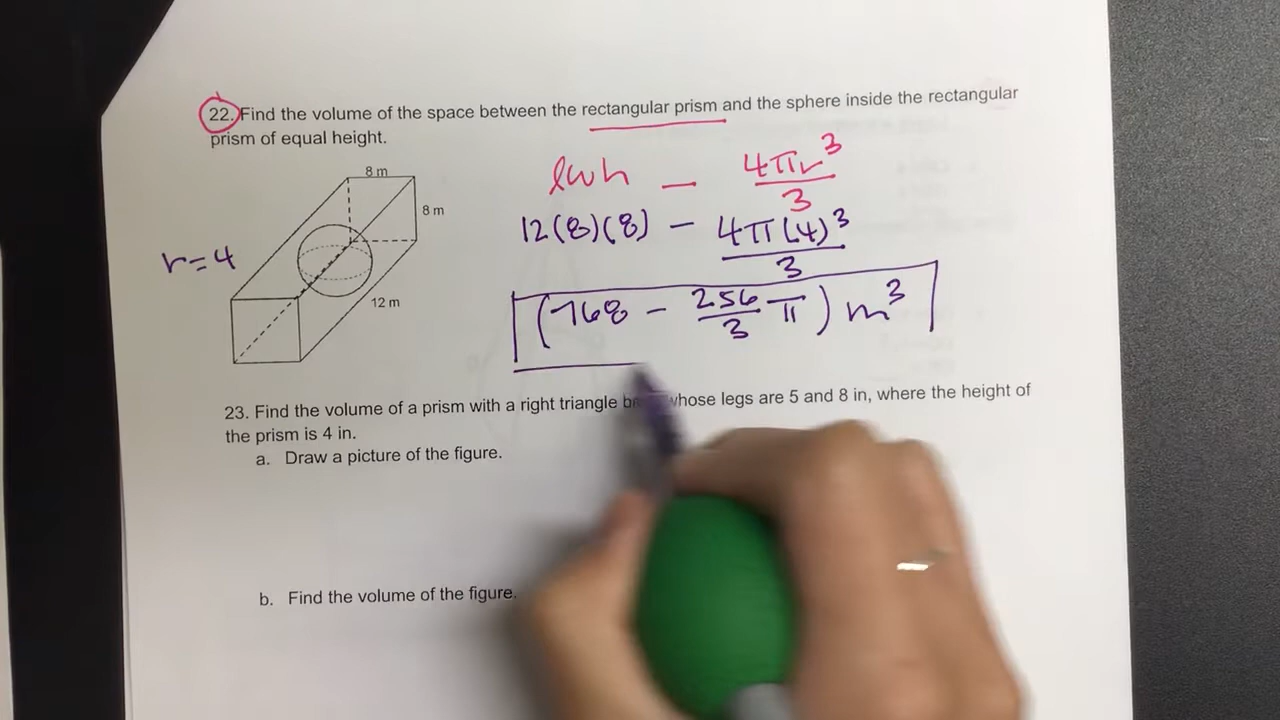 22. Find the volume of the space between the rectangular prism and the sphere inside the rectangular
prism of equal height.
8 m
8 m
12 m
r=4
lwh - 4πr³/3
12(8)(8) - 4π(4)³/3
(768 - 256/3 π) m³
23. Find the volume of a prism with a right triangle whose legs are 5 and 8 in, where the height of
the prism is 4 in.
a. Draw a picture of the figure.
b. Find the volume of the figure.